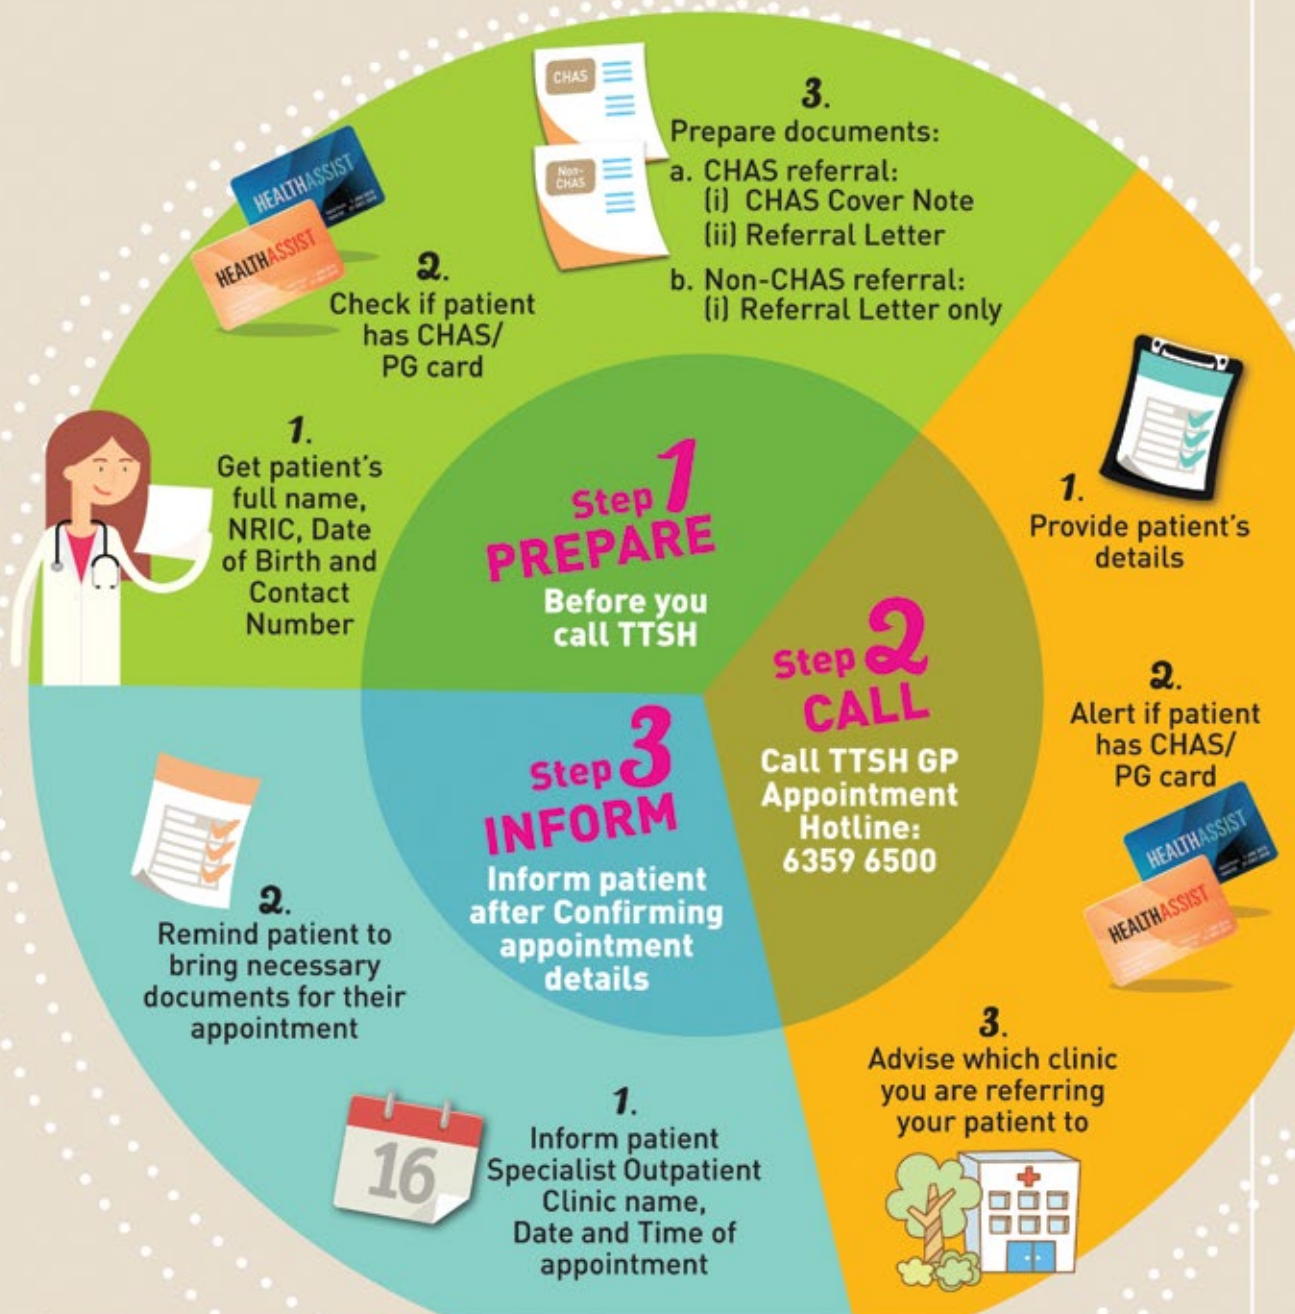 Step 1
PREPARE
Before you
call TTSH
1.
Get patient's
full name,
NRIC, Date
of Birth and
Contact
Number
2.
Check if patient
has CHAS/
PG card
HEALTHASSIST
HEALTHASSIST
3.
Prepare documents:
a. CHAS referral:
(i) CHAS Cover Note
(ii) Referral Letter
b. Non-CHAS referral:
(i) Referral Letter only
CHAS
Non-
CHAS
Step 2
CALL
Call TTSH GP
Appointment
Hotline:
6359 6500
1.
Provide patient's
details
2.
Alert if patient
has CHAS/
PG card
HEALTHASSIST
HEALTHASSIST
3.
Advise which clinic
you are referring
your patient to
Step 3
INFORM
Inform patient
after Confirming
appointment
details
1.
Inform patient
Specialist Outpatient
Clinic name,
Date and Time of
appointment
16
2.
Remind patient to
bring necessary
documents for their
appointment